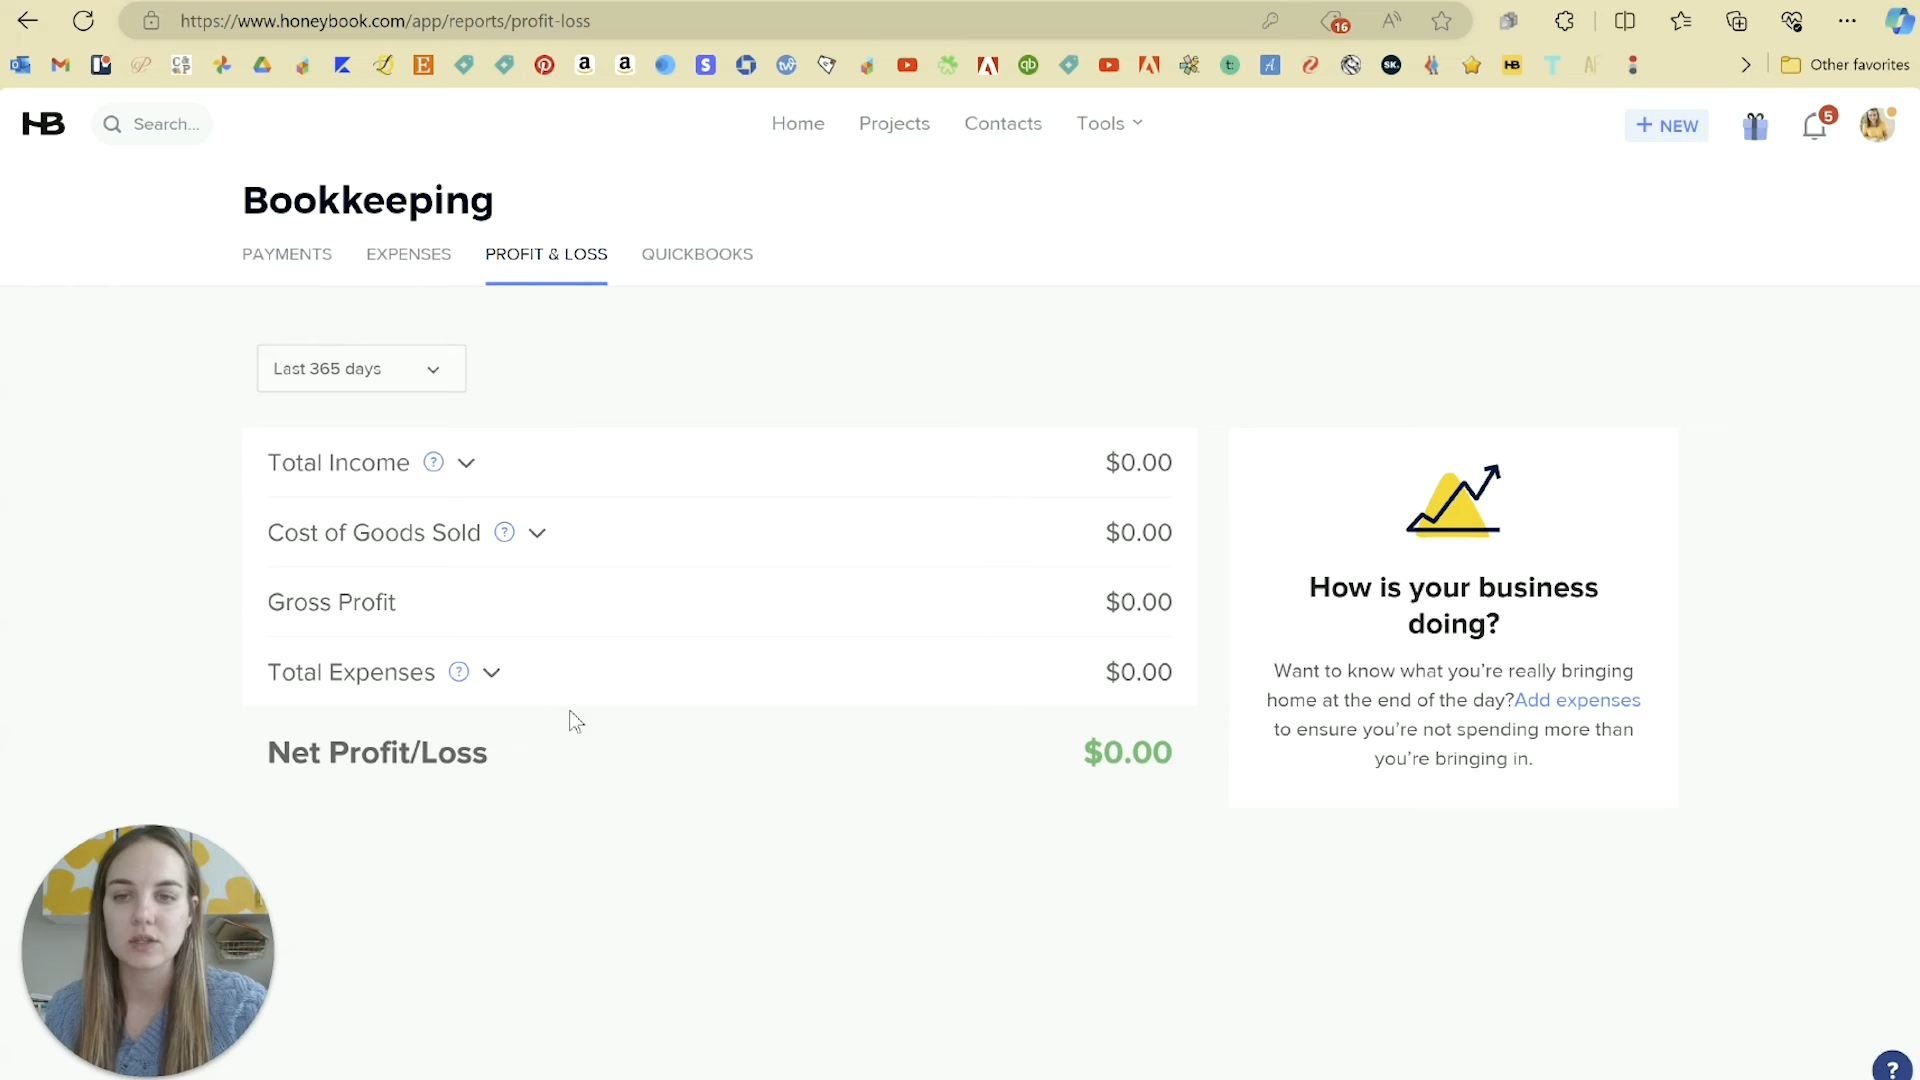 https://www.honeybook.com/app/reports/profit-loss
16
Other favorites
HB
Search...
Home
Projects
Contacts
Tools
+ NEW
5
Bookkeeping
PAYMENTS
EXPENSES
PROFIT & LOSS
QUICKBOOKS
Last 365 days
Total Income ? $0.00
Cost of Goods Sold ? $0.00
Gross Profit $0.00
Total Expenses ? $0.00
Net Profit/Loss $0.00
How is your business
doing?
Want to know what you’re really bringing
home at the end of the day?Add expenses
to ensure you’re not spending more than
you’re bringing in.
?